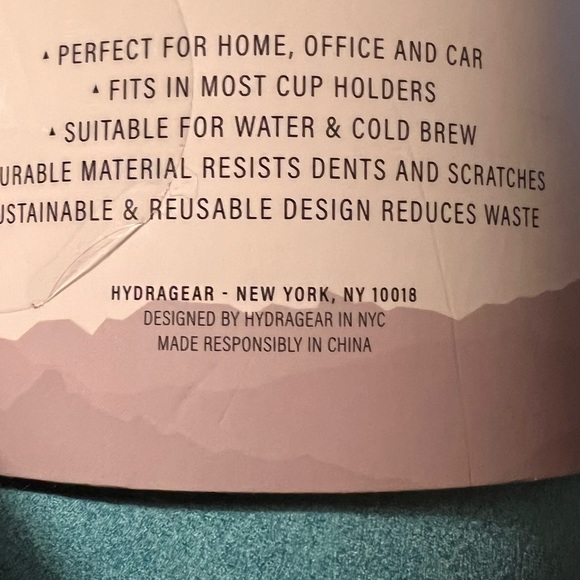 ▲ PERFECT FOR HOME, OFFICE AND CAR
▲ FITS IN MOST CUP HOLDERS
▲ SUITABLE FOR WATER & COLD BREW
URABLE MATERIAL RESISTS DENTS AND SCRATCHES
USTAINABLE & REUSABLE DESIGN REDUCES WASTE
HYDRAGEAR - NEW YORK, NY 10018
DESIGNED BY HYDRAGEAR IN NYC
MADE RESPONSIBLY IN CHINA